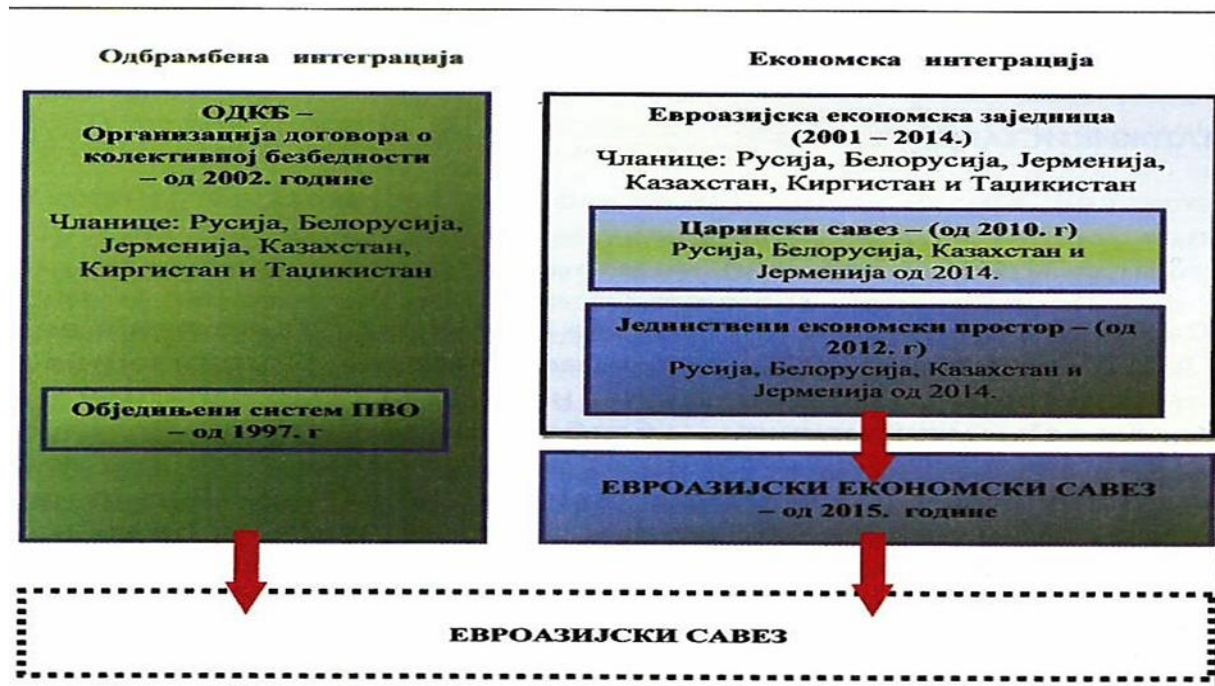 Одбрамбена интеграција
ОДКБ –
Организација договора о
колективној безбедности
– од 2002. године
Чланице: Русија, Белорусија,
Јерменија, Казахстан,
Киргистан и Таџикистан
Обједињени систем ПВО
– од 1997. г
Економска интеграција
Евроазијска економска заједница
(2001 – 2014.)
Чланице: Русија, Белорусија, Јерменија,
Казахстан, Киргистан и Таџикистан
Царински савез – (од 2010. г)
Русија, Белорусија, Казахстан и
Јерменија од 2014.
Јединствени економски простор – (од
2012. г)
Русија, Белорусија, Казахстан и
Јерменија од 2014.
ЕВРОАЗИЈСКИ ЕКОНОМСКИ САВЕЗ
– од 2015. године
ЕВРОАЗИЈСКИ САВЕЗ